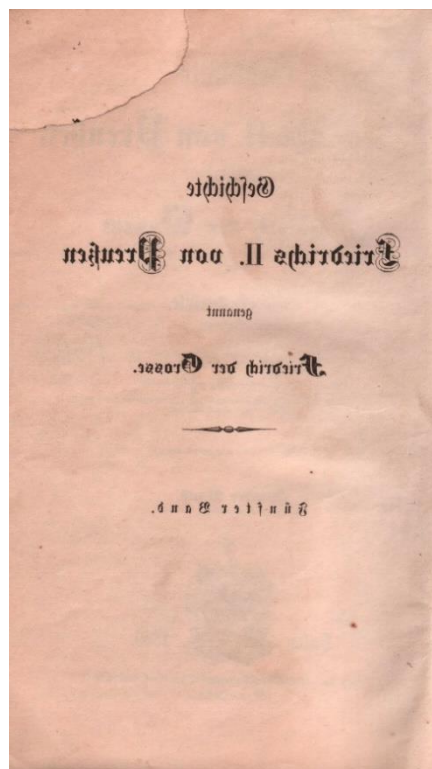 Geschichte
Friedrichs II. von Preußen
genannt
Friedrich der Grosse.
Fünfter Band.